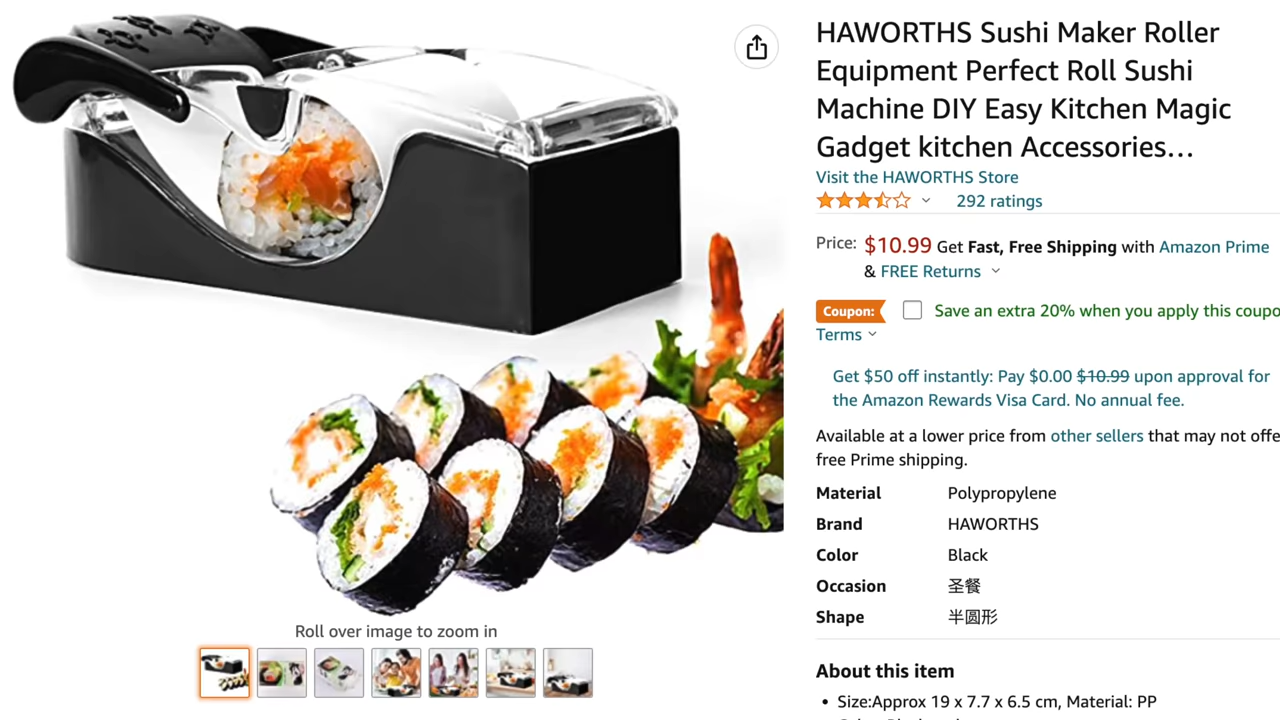 HAWORTHS Sushi Maker Roller
Equipment Perfect Roll Sushi
Machine DIY Easy Kitchen Magic
Gadget kitchen Accessories…
Visit the HAWORTHS Store
292 ratings
Price: $10.99 Get Fast, Free Shipping with Amazon Prime
& FREE Returns
Coupon: Save an extra 20% when you apply this coupo
Terms
Get $50 off instantly: Pay $0.00 $10.99 upon approval for
the Amazon Rewards Visa Card. No annual fee.
Available at a lower price from other sellers that may not offe
free Prime shipping.
Material Polypropylene
Brand HAWORTHS
Color Black
Occasion 圣餐
Shape 半圆形
Roll over image to zoom in
About this item
• Size:Approx 19 x 7.7 x 6.5 cm, Material: PP